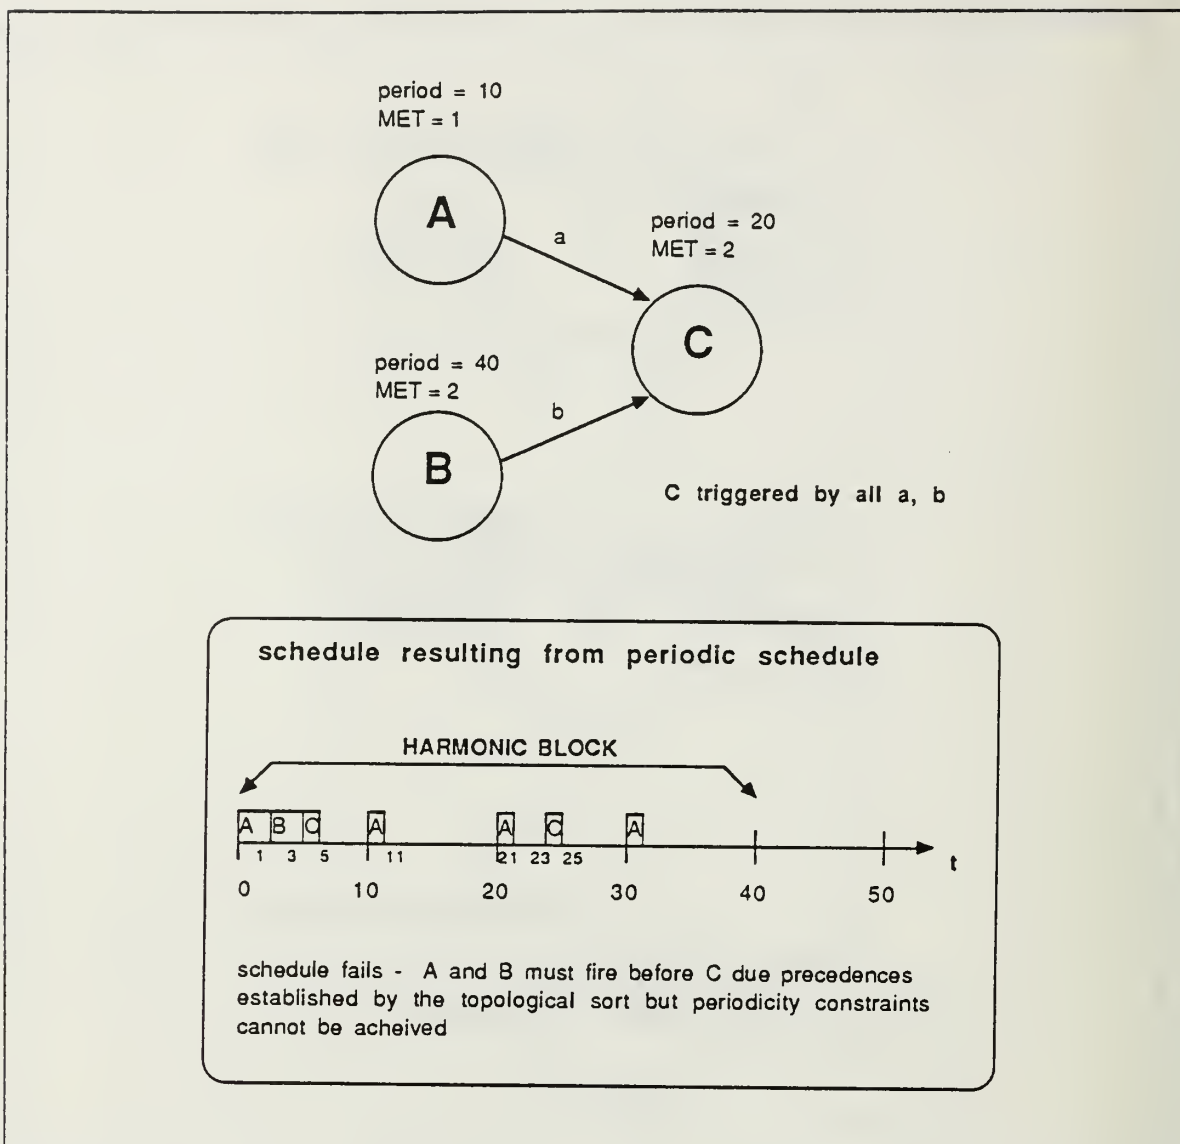 period = 10
MET = 1
A
a
period = 20
MET = 2
C
period = 40
MET = 2
b
B
C triggered by all a, b
schedule resulting from periodic schedule
HARMONIC BLOCK
A B C A A C A
1 3 5 11 21 23 25
t
0 10 20 30 40 50
schedule fails - A and B must fire before C due precedences
established by the topological sort but periodicity constraints
cannot be acheived